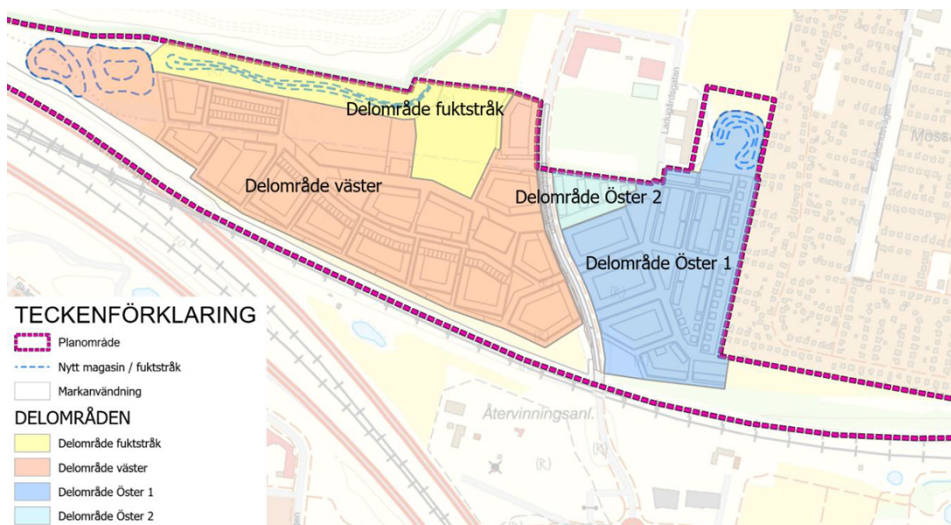 Delområde fuktstråk
Ladugårdsgatan
Delområde väster
Delområde Öster 2
Delområde Öster 1
(R)
Återvinningsanl.
(R)
(R)
TECKENFÖRKLARING
Planområde
Nytt magasin / fuktstråk
Markanvändning
DELOMRÅDEN
Delområde fuktstråk
Delområde väster
Delområde Öster 1
Delområde Öster 2